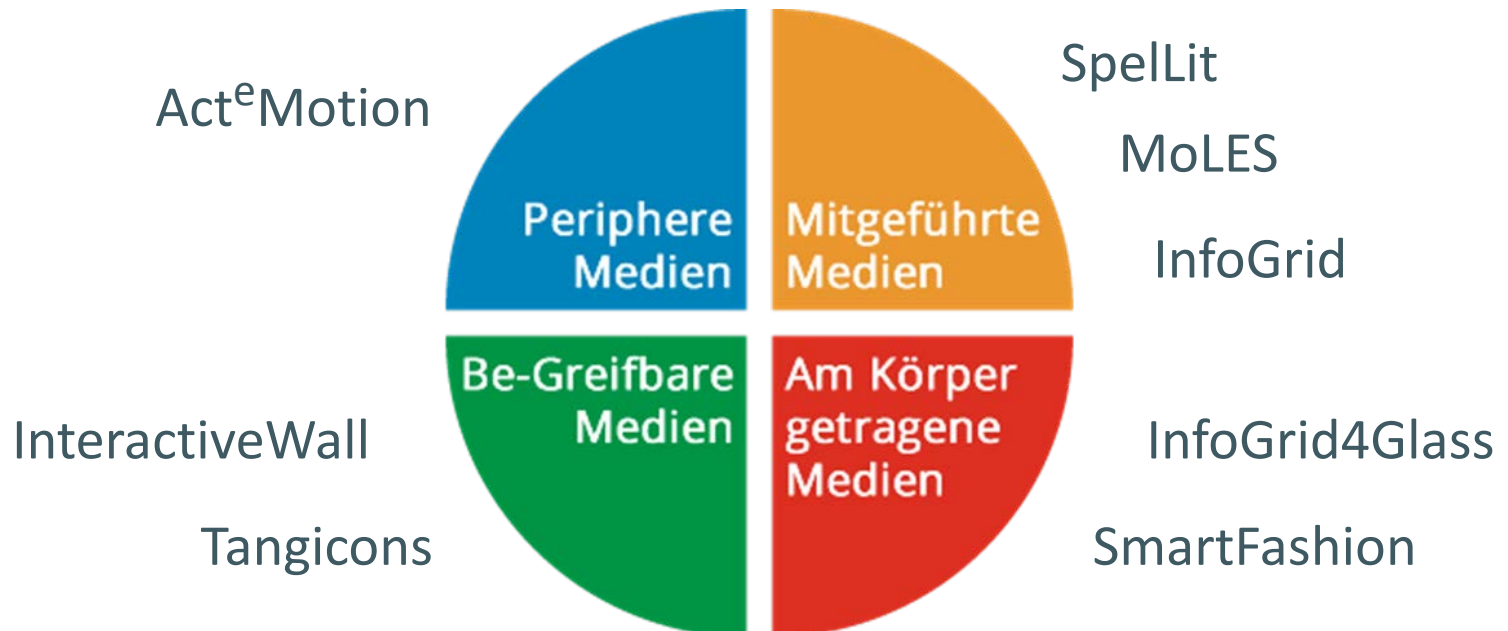 ActᵉMotion
Periphere
Medien
Mitgeführte
Medien
SpelLit
MoLES
InfoGrid
Be-Greifbare
Medien
InteractiveWall
Tangicons
Am Körper
getragene
Medien
InfoGrid4Glass
SmartFashion